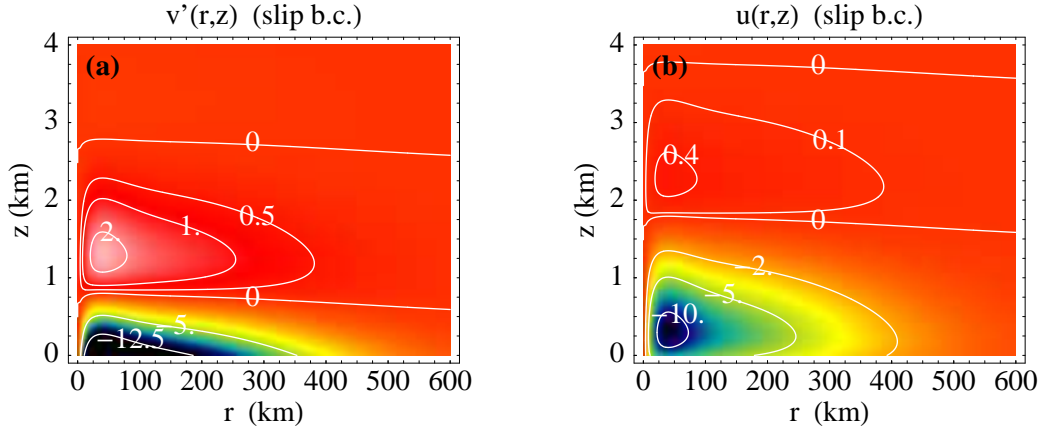 v’(r,z) (slip b.c.)
(a)
4
3
2
1
0
z (km)
0
0.5
1.
2.
0
−5.
−12.5
0 100 200 300 400 500 600
r (km)
u(r,z) (slip b.c.)
(b)
4
3
2
1
0
z (km)
0
0.1
0.4
0
−2.
−5.
−10.
0 100 200 300 400 500 600
r (km)